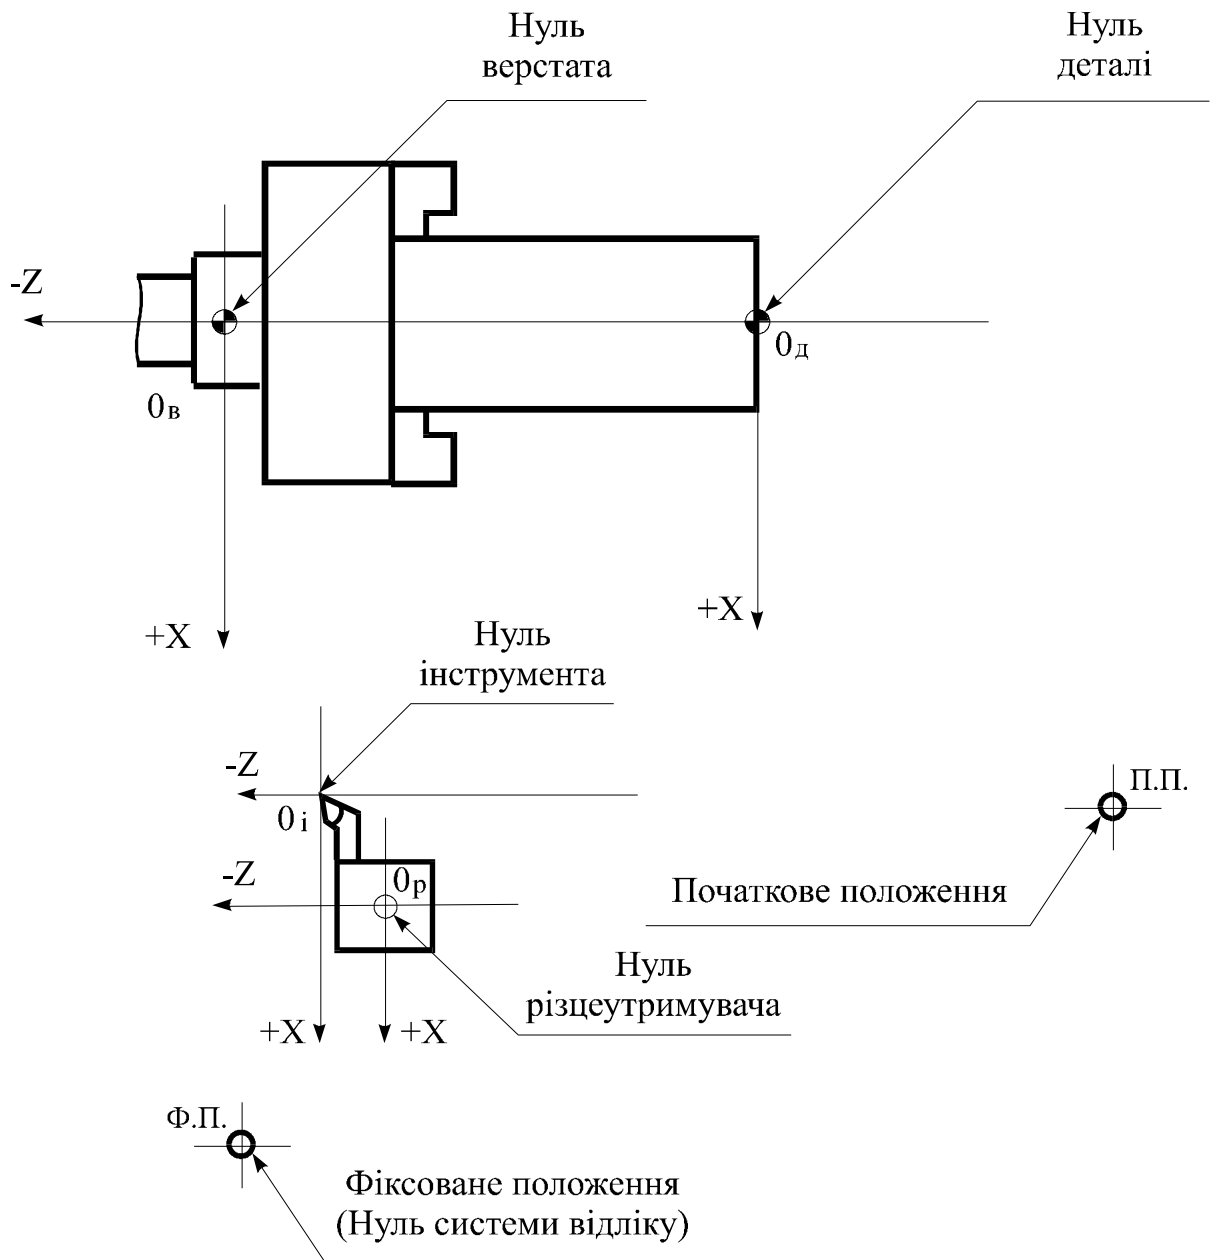 Нуль
верстата
Нуль
деталі
-Z
0д
0в
+X
+X
Нуль
інструмента
-Z
0і
П.П.
-Z
0р
Початкове положення
Нуль
різцеутримувача
+X
+X
Ф.П.
Фіксоване положення
(Нуль системи відліку)